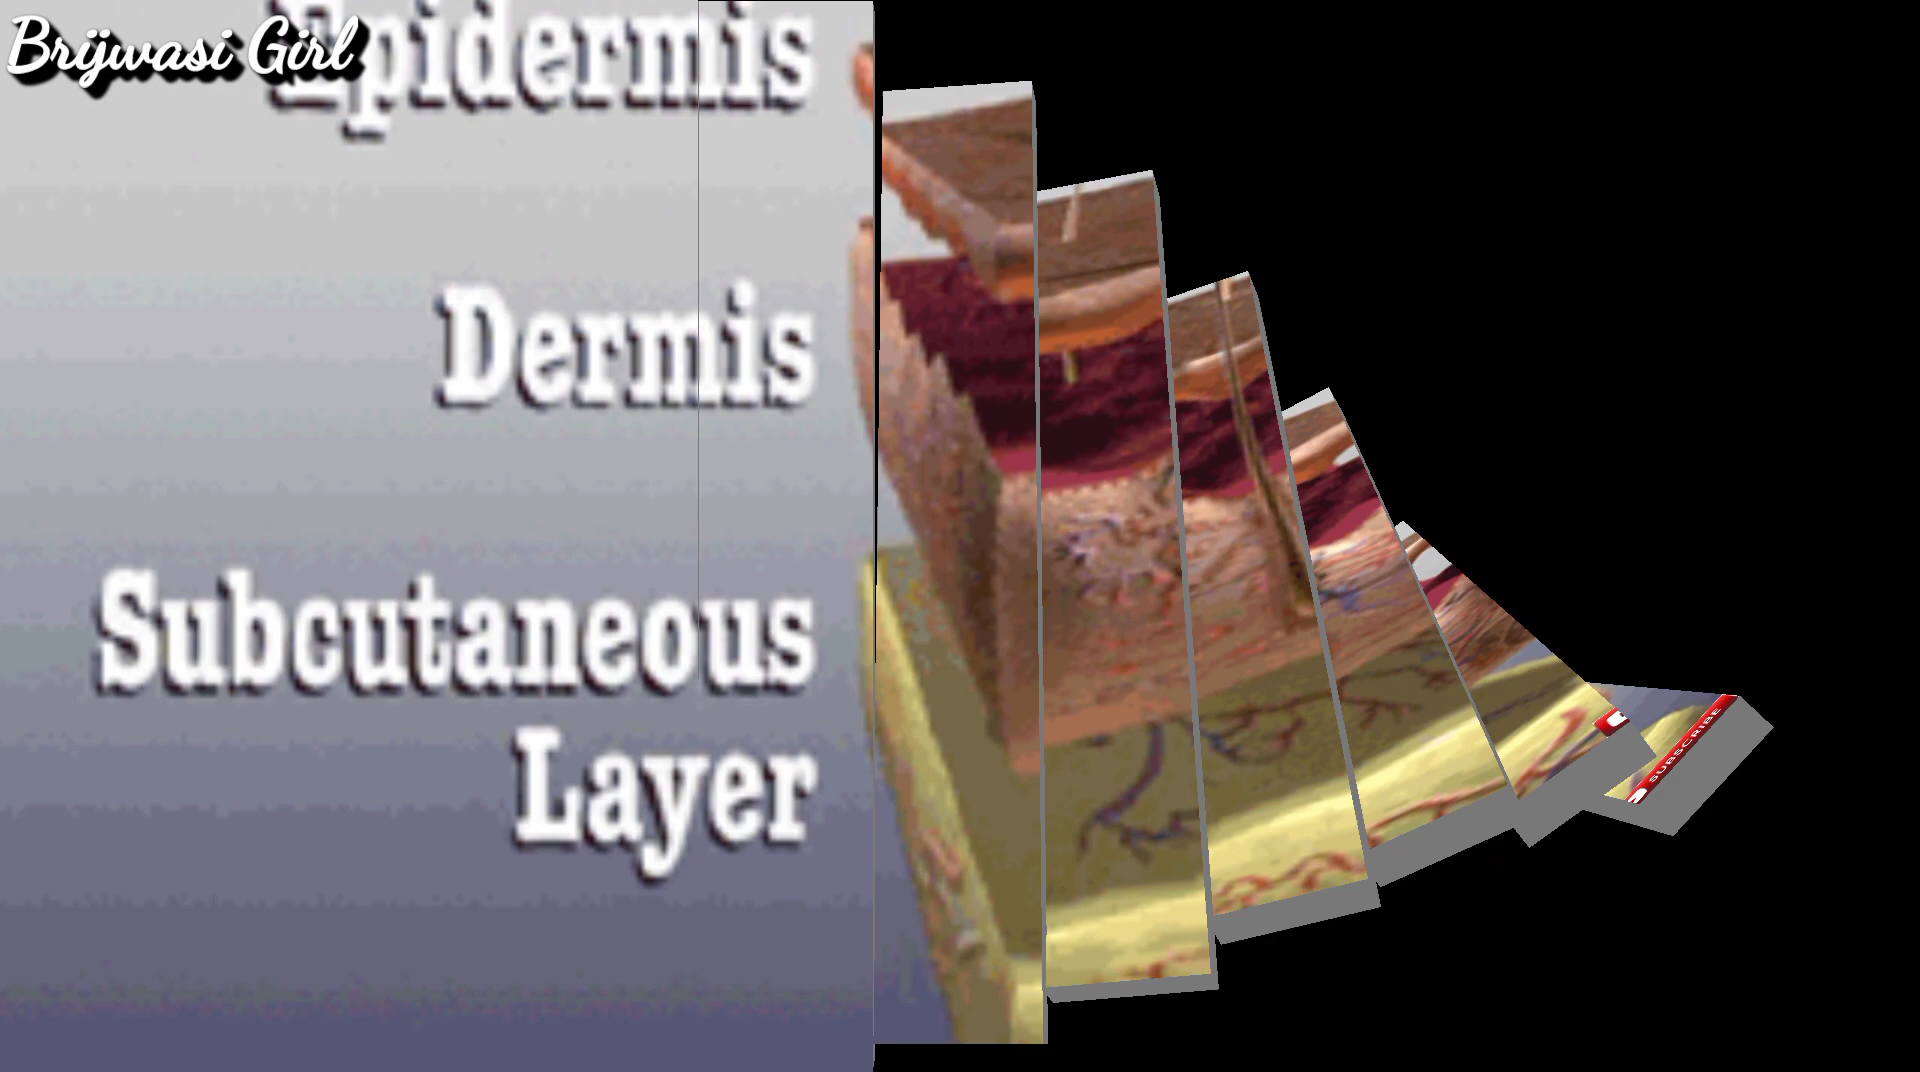 Brijwasi Girl
Epidermis
Dermis
Subcutaneous
Layer
SUBSCRIBE